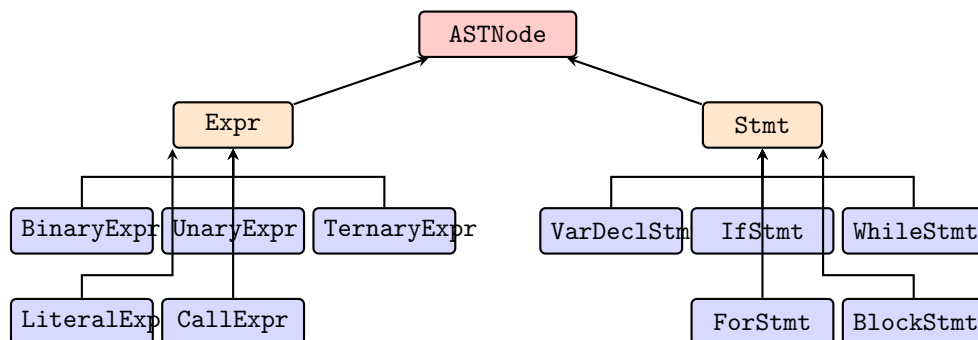 ASTNode
Expr
Stmt
BinaryExpr
UnaryExpr
TernaryExpr
VarDeclStm
IfStmt
WhileStmt
LiteralExp
CallExpr
ForStmt
BlockStmt